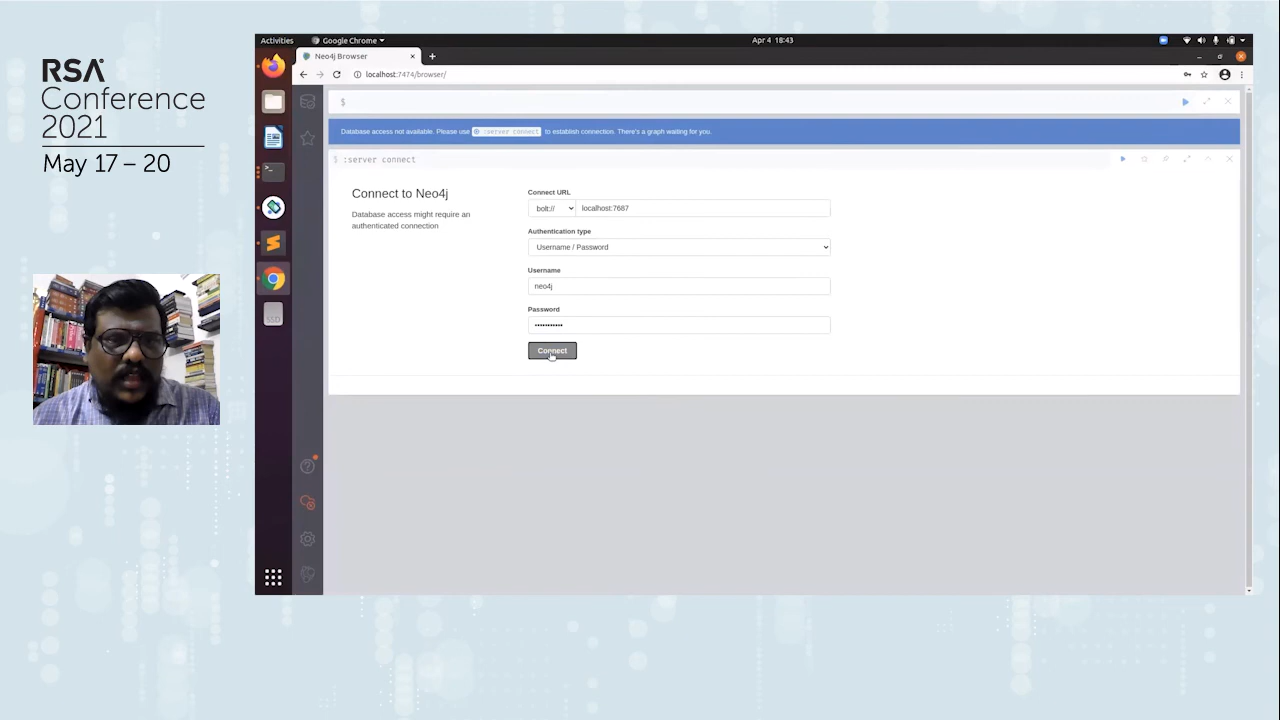 RSA
Conference
2021
May 17 – 20
Activities
Google Chrome
Apr 4 18:43
Neo4j Browser
localhost:7474/browser/
$
Database access not available. Please use :server connect to establish connection. There's a graph waiting for you.
$ :server connect
Connect to Neo4j
Database access might require an
authenticated connection
Connect URL
bolt://
localhost:7687
Authentication type
Username / Password
Username
neo4j
Password
Connect
SSD